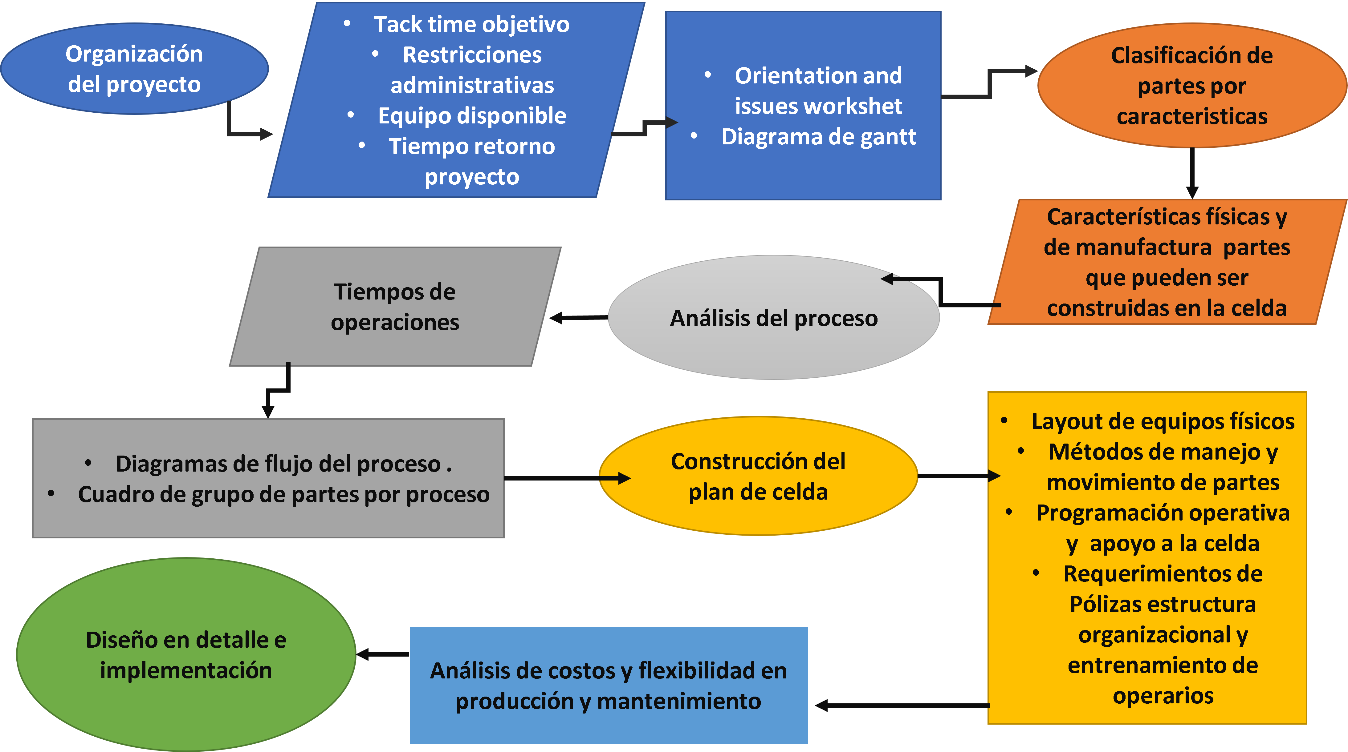 Organización
del proyecto
• Tack time objetivo
• Restricciones
administrativas
• Equipo disponible
• Tiempo retorno
proyecto
• Orientation and
issues workshet
• Diagrama de gantt
Clasificación de
partes por
caracteristicas
Características físicas y
de manufactura partes
que pueden ser
construidas en la celda
Análisis del proceso
Tiempos de
operaciones
• Diagramas de flujo del proceso .
• Cuadro de grupo de partes por proceso
Construcción del
plan de celda
• Layout de equipos físicos
• Métodos de manejo y
movimiento de partes
• Programación operativa
y apoyo a la celda
• Requerimientos de
Pólizas estructura
organizacional y
entrenamiento de
operarios
Análisis de costos y flexibilidad en
producción y mantenimiento
Diseño en detalle e
implementación